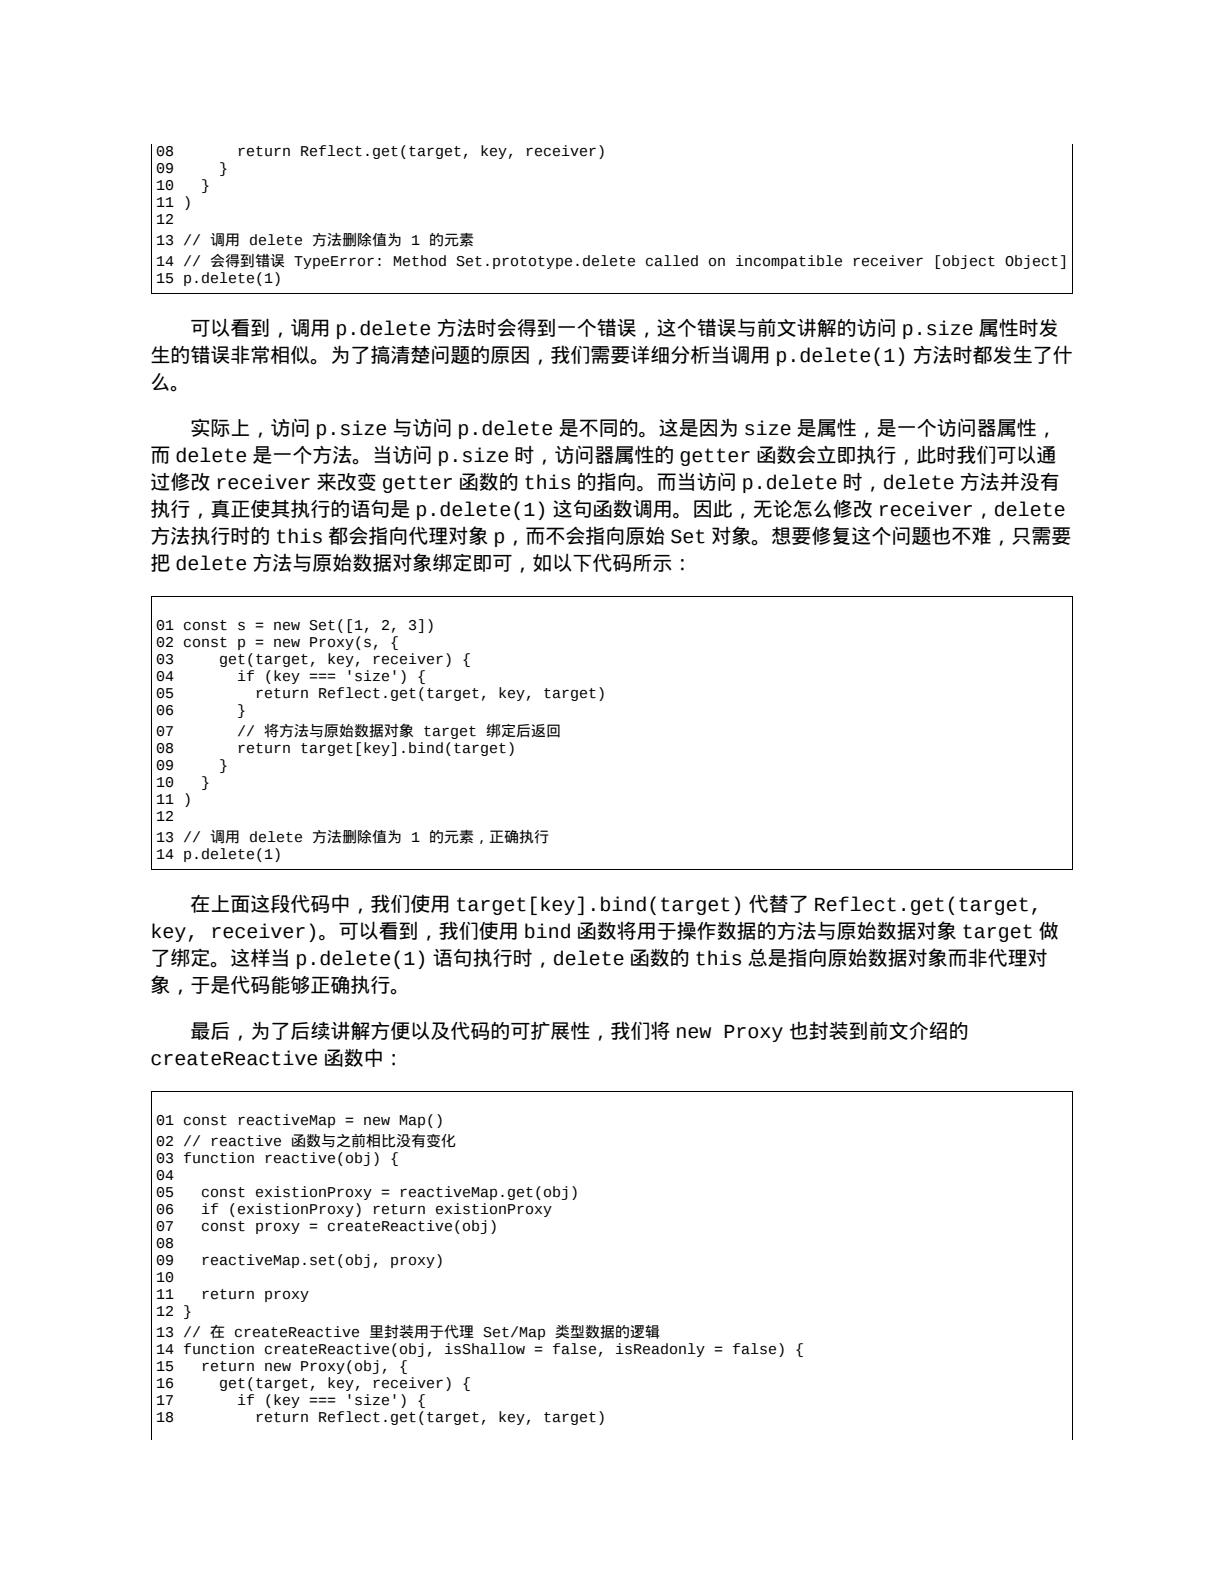 08       return Reflect.get(target, key, receiver)
09     }
10   }
11 )
12
13 // 调用 delete 方法删除值为 1 的元素
14 // 会得到错误 TypeError: Method Set.prototype.delete called on incompatible receiver [object Object]
15 p.delete(1)
可以看到，调用 p.delete 方法时会得到一个错误，这个错误与前文讲解的访问 p.size 属性时发
生的错误非常相似。为了搞清楚问题的原因，我们需要详细分析当调用 p.delete(1) 方法时都发生了什
么。
实际上，访问 p.size 与访问 p.delete 是不同的。这是因为 size 是属性，是一个访问器属性，
而 delete 是一个方法。当访问 p.size 时，访问器属性的 getter 函数会立即执行，此时我们可以通
过修改 receiver 来改变 getter 函数的 this 的指向。而当访问 p.delete 时，delete 方法并没有
执行，真正使其执行的语句是 p.delete(1) 这句函数调用。因此，无论怎么修改 receiver，delete
方法执行时的 this 都会指向代理对象 p，而不会指向原始 Set 对象。想要修复这个问题也不难，只需要
把 delete 方法与原始数据对象绑定即可，如以下代码所示：
01 const s = new Set([1, 2, 3])
02 const p = new Proxy(s, {
03     get(target, key, receiver) {
04       if (key === 'size') {
05         return Reflect.get(target, key, target)
06       }
07       // 将方法与原始数据对象 target 绑定后返回
08       return target[key].bind(target)
09     }
10   }
11 )
12
13 // 调用 delete 方法删除值为 1 的元素，正确执行
14 p.delete(1)
在上面这段代码中，我们使用 target[key].bind(target) 代替了 Reflect.get(target,
key, receiver)。可以看到，我们使用 bind 函数将用于操作数据的方法与原始数据对象 target 做
了绑定。这样当 p.delete(1) 语句执行时，delete 函数的 this 总是指向原始数据对象而非代理对
象，于是代码能够正确执行。
最后，为了后续讲解方便以及代码的可扩展性，我们将 new Proxy 也封装到前文介绍的
createReactive 函数中：
01 const reactiveMap = new Map()
02 // reactive 函数与之前相比没有变化
03 function reactive(obj) {
04
05   const existionProxy = reactiveMap.get(obj)
06   if (existionProxy) return existionProxy
07   const proxy = createReactive(obj)
08
09   reactiveMap.set(obj, proxy)
10
11   return proxy
12 }
13 // 在 createReactive 里封装用于代理 Set/Map 类型数据的逻辑
14 function createReactive(obj, isShallow = false, isReadonly = false) {
15   return new Proxy(obj, {
16     get(target, key, receiver) {
17       if (key === 'size') {
18         return Reflect.get(target, key, target)